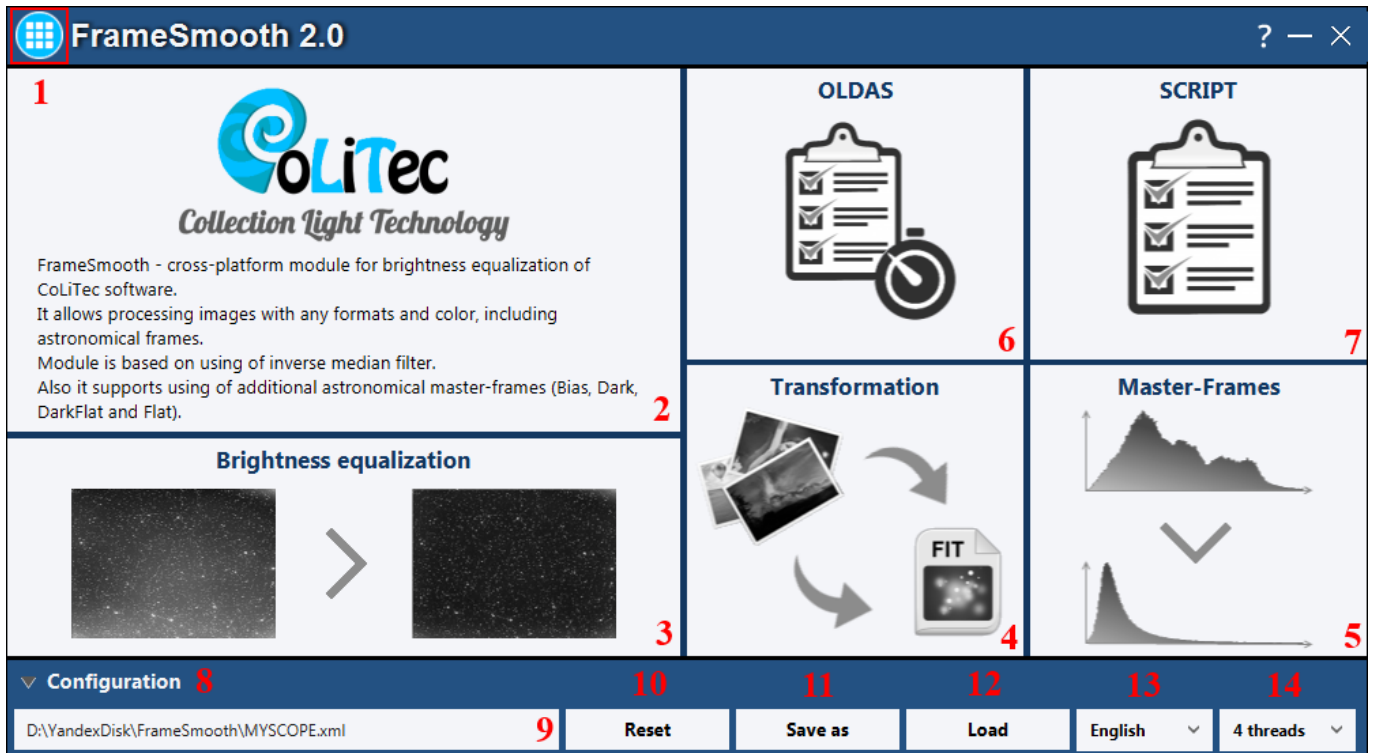 FrameSmooth 2.0
? — ×
1
CoLiTec
Collection Light Technology
FrameSmooth - cross-platform module for brightness equalization of
CoLiTec software.
It allows processing images with any formats and color, including
astronomical frames.
Module is based on using of inverse median filter.
Also it supports using of additional astronomical master-frames (Bias, Dark,
DarkFlat and Flat).
2
Brightness equalization
3
OLDAS
6
SCRIPT
7
Transformation
FIT
4
Master-Frames
5
Configuration 8
10
11
12
13
14
D:\YandexDisk\FrameSmooth\MYSCOPE.xml 9
Reset
Save as
Load
English
4 threads